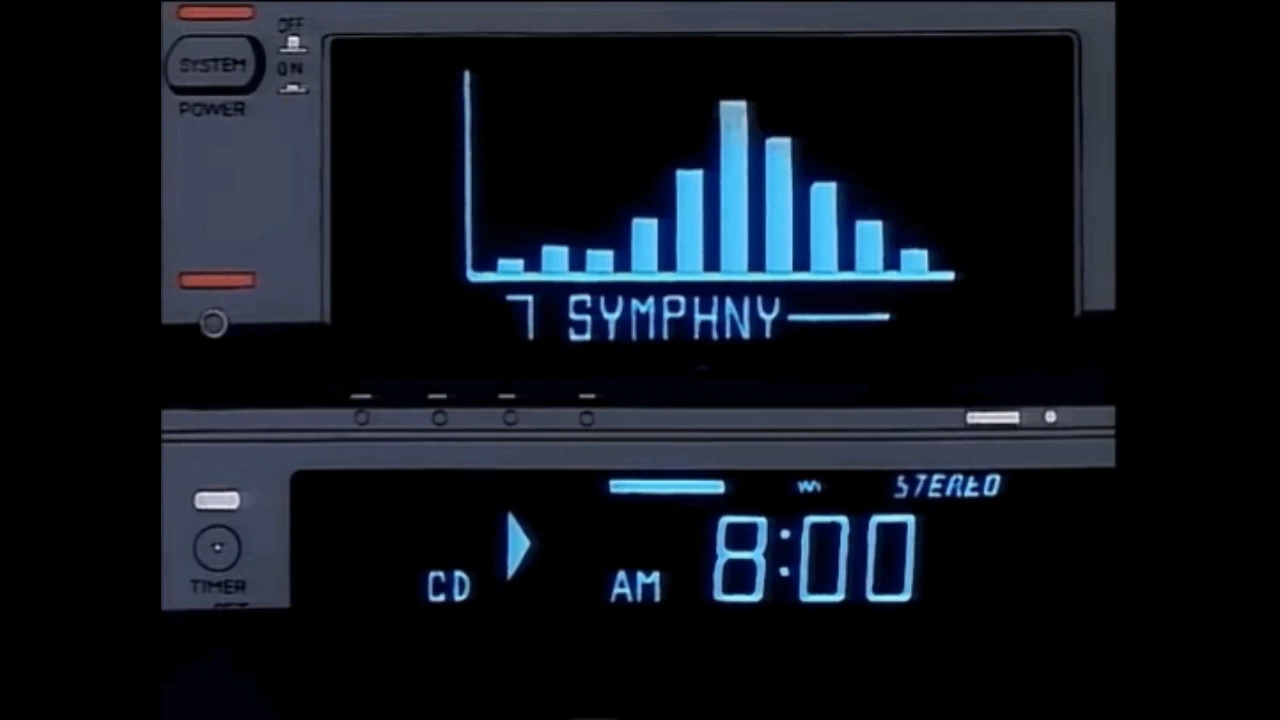 OFF
SYSTEM
ON
POWER
7 SYMPHNY
STEREO
CD
AM 8:00
TIMER